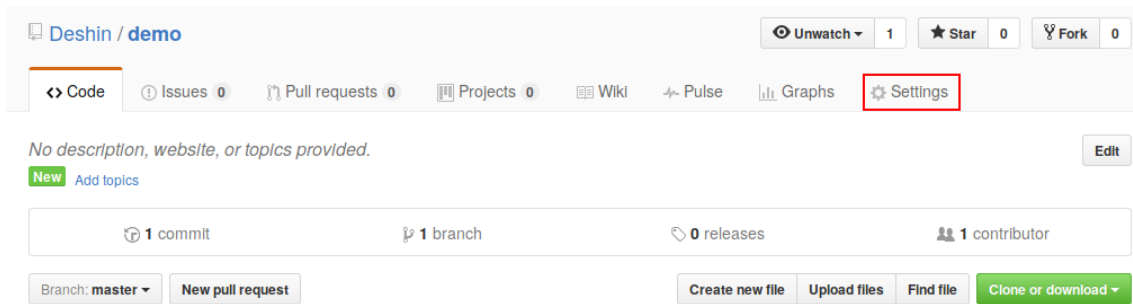 Deshin / demo Unwatch 1 Star 0 Fork 0
Code Issues 0 Pull requests 0 Projects 0 Wiki Pulse Graphs Settings
No description, website, or topics provided. Edit
New Add topics
1 commit 1 branch 0 releases 1 contributor
Branch: master New pull request Create new file Upload files Find file Clone or download